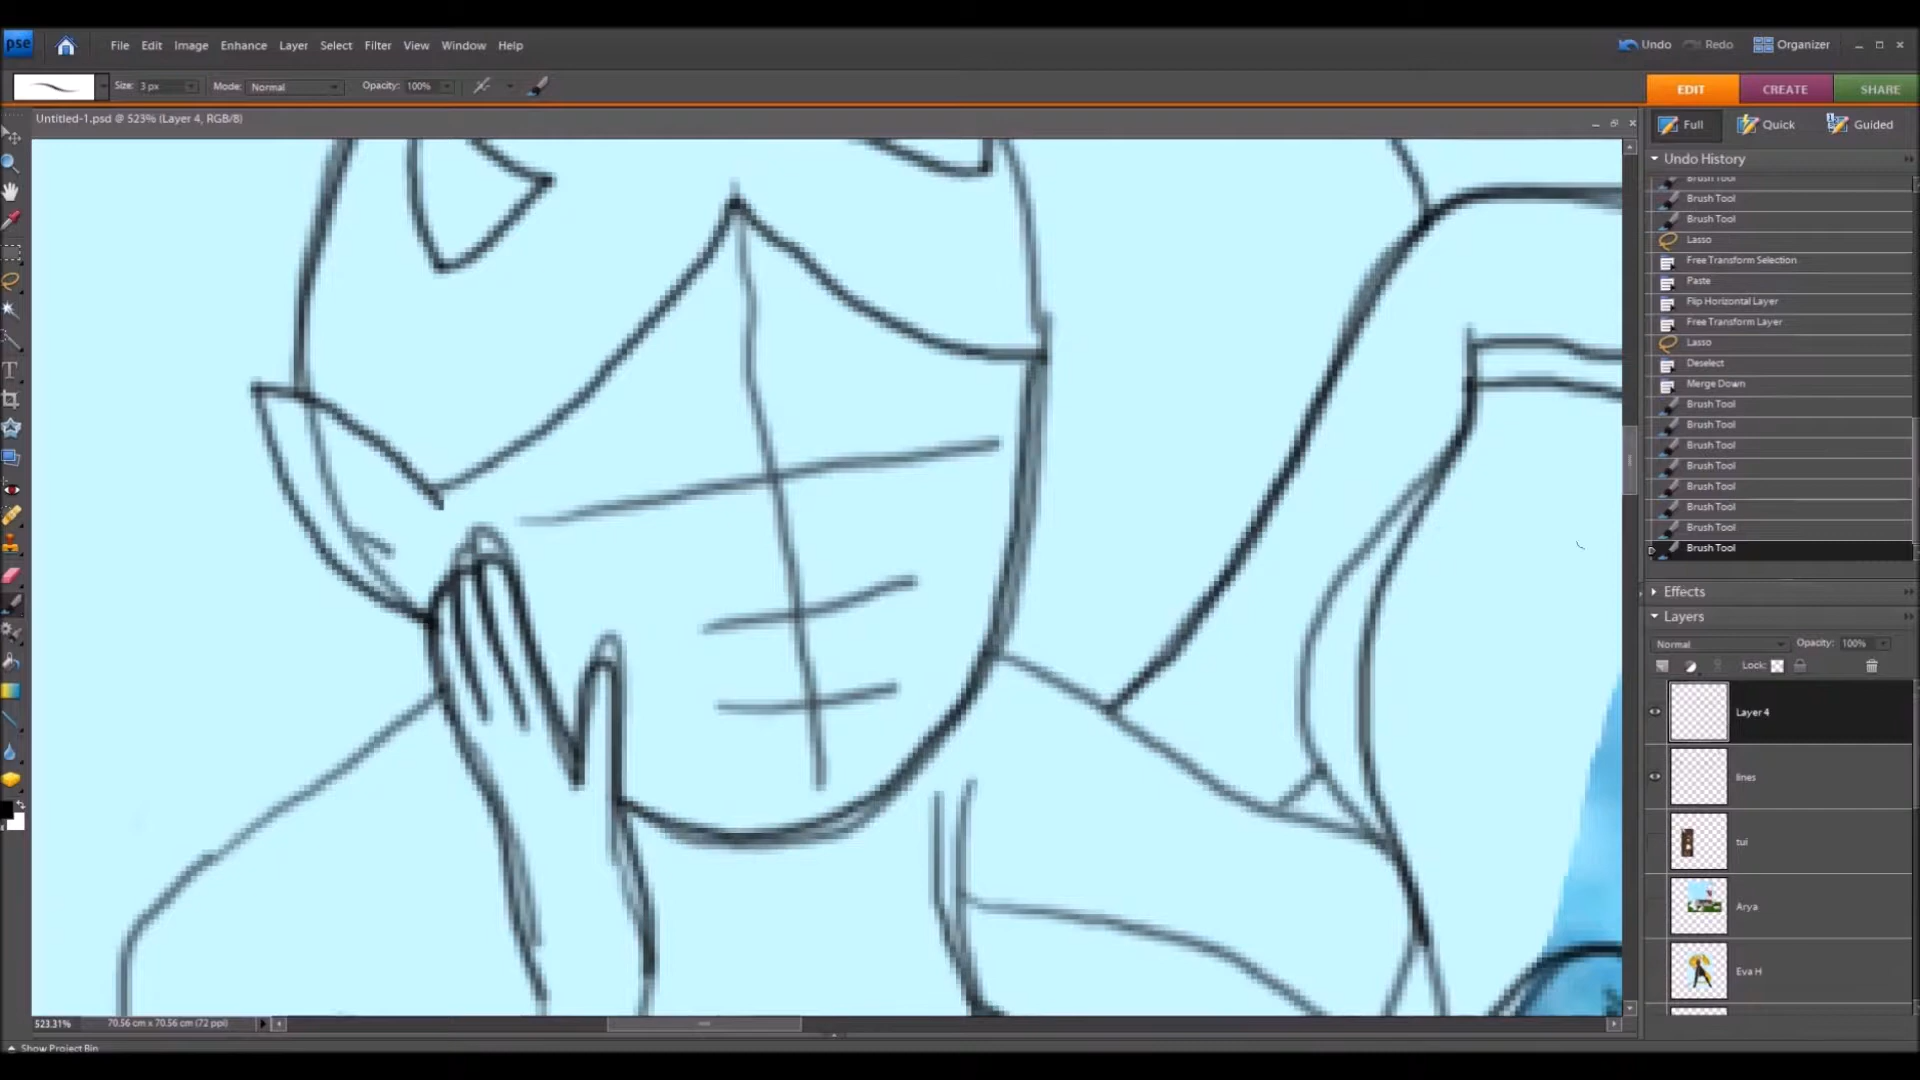 pse File Edit Image Enhance Layer Select Filter View Window Help Undo Redo Organizer
Size: 3 px Mode: Normal Opacity: 100% EDIT CREATE SHARE
Untitled-1.psd @ 523% (Layer 4, RGB/8)
Full Quick Guided
Undo History
Brush Tool
Brush Tool
Brush Tool
Lasso
Free Transform Selection
Paste
Flip Horizontal Layer
Free Transform Layer
Lasso
Deselect
Merge Down
Brush Tool
Brush Tool
Brush Tool
Brush Tool
Brush Tool
Brush Tool
Brush Tool
Brush Tool
Effects
Layers
Normal Opacity: 100%
Lock:
Layer 4
lines
tui
Arya
Eva H
523.31% 70.56 cm x 70.56 cm (72 ppi)
Show Project Bin